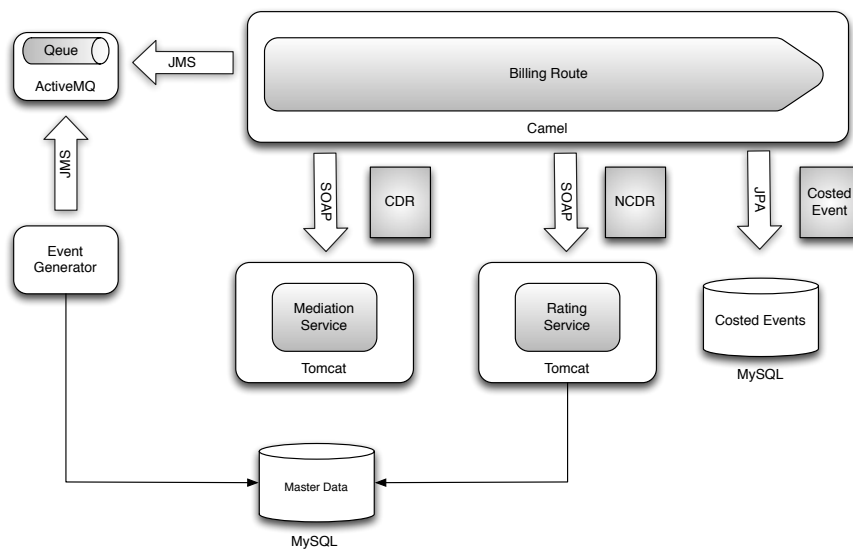 Qeue
ActiveMQ
JMS
Billing Route
Camel
JMS
SOAP
CDR
SOAP
NCDR
JPA
Costed
Event
Event
Generator
Mediation
Service
Tomcat
Rating
Service
Tomcat
Costed Events
MySQL
Master Data
MySQL